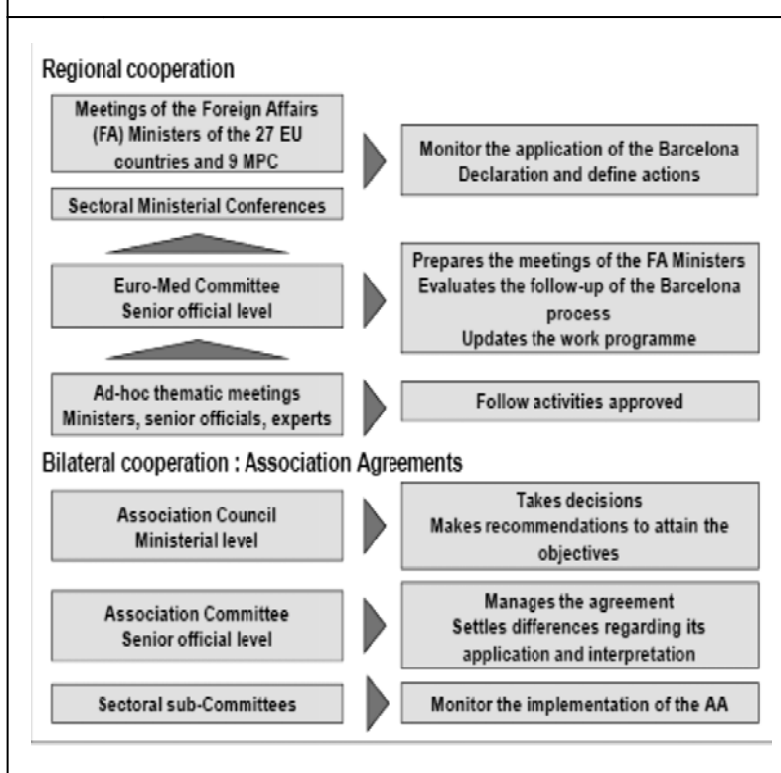 Regional cooperation
Meetings of the Foreign Affairs
(FA) Ministers of the 27 EU
countries and 9 MPC
Monitor the application of the Barcelona
Declaration and define actions
Sectoral Ministerial Conferences
Euro-Med Committee
Senior official level
Prepares the meetings of the FA Ministers
Evaluates the follow-up of the Barcelona
process
Updates the work programme
Ad-hoc thematic meetings
Ministers, senior officials, experts
Follow activities approved
Bilateral cooperation : Association Agreements
Association Council
Ministerial level
Takes decisions
Makes recommendations to attain the
objectives
Association Committee
Senior official level
Manages the agreement
Settles differences regarding its
application and interpretation
Sectoral sub-Committees
Monitor the implementation of the AA